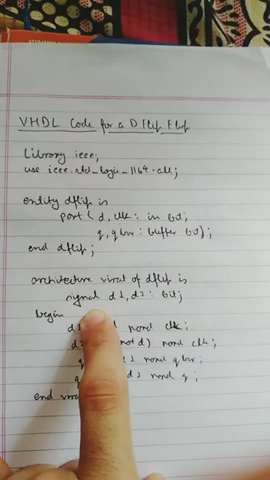 VHDL Code for a D Flip Flop
Library ieee;
use ieee.std_logic_1164.all;
entity dflip is
port (d, clk: in bit;
q, qbar: buffer bit);
end dflip;
architecture virat of dflip is
signal d1, d2: bit;
begin
nand clk;
not d) nand clk;
1 nand qbar;
d2 nand q;
end